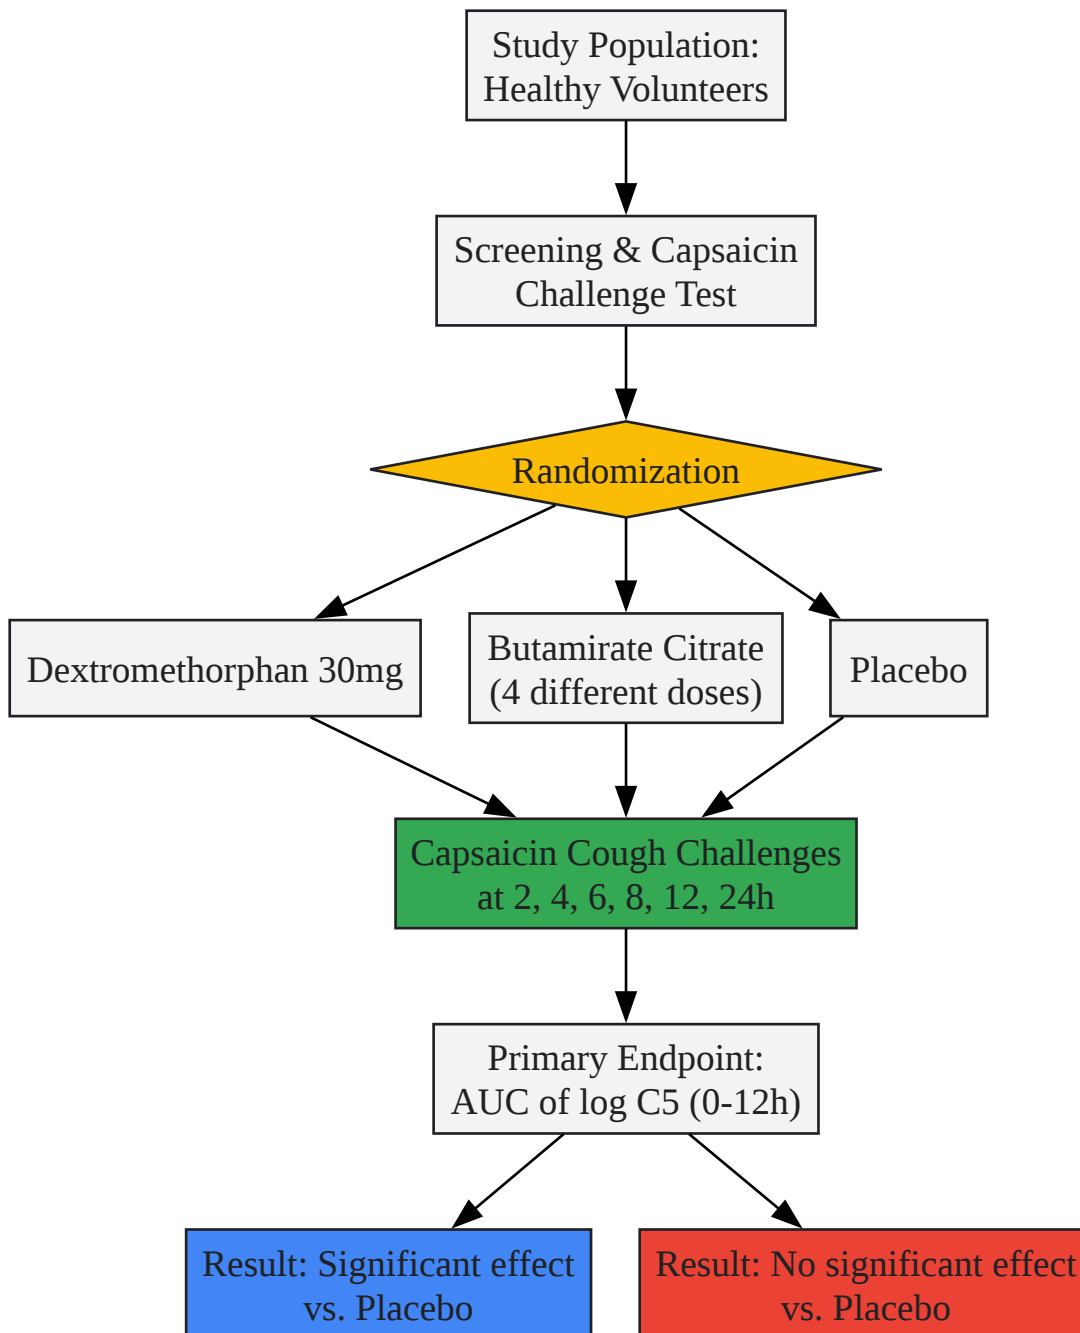 Study Population:
Healthy Volunteers
Screening & Capsaicin
Challenge Test
Randomization
Dextromethorphan 30mg
Butamirate Citrate
(4 different doses)
Placebo
Capsaicin Cough Challenges
at 2, 4, 6, 8, 12, 24h
Primary Endpoint:
AUC of log C5 (0-12h)
Result: Significant effect
vs. Placebo
Result: No significant effect
vs. Placebo